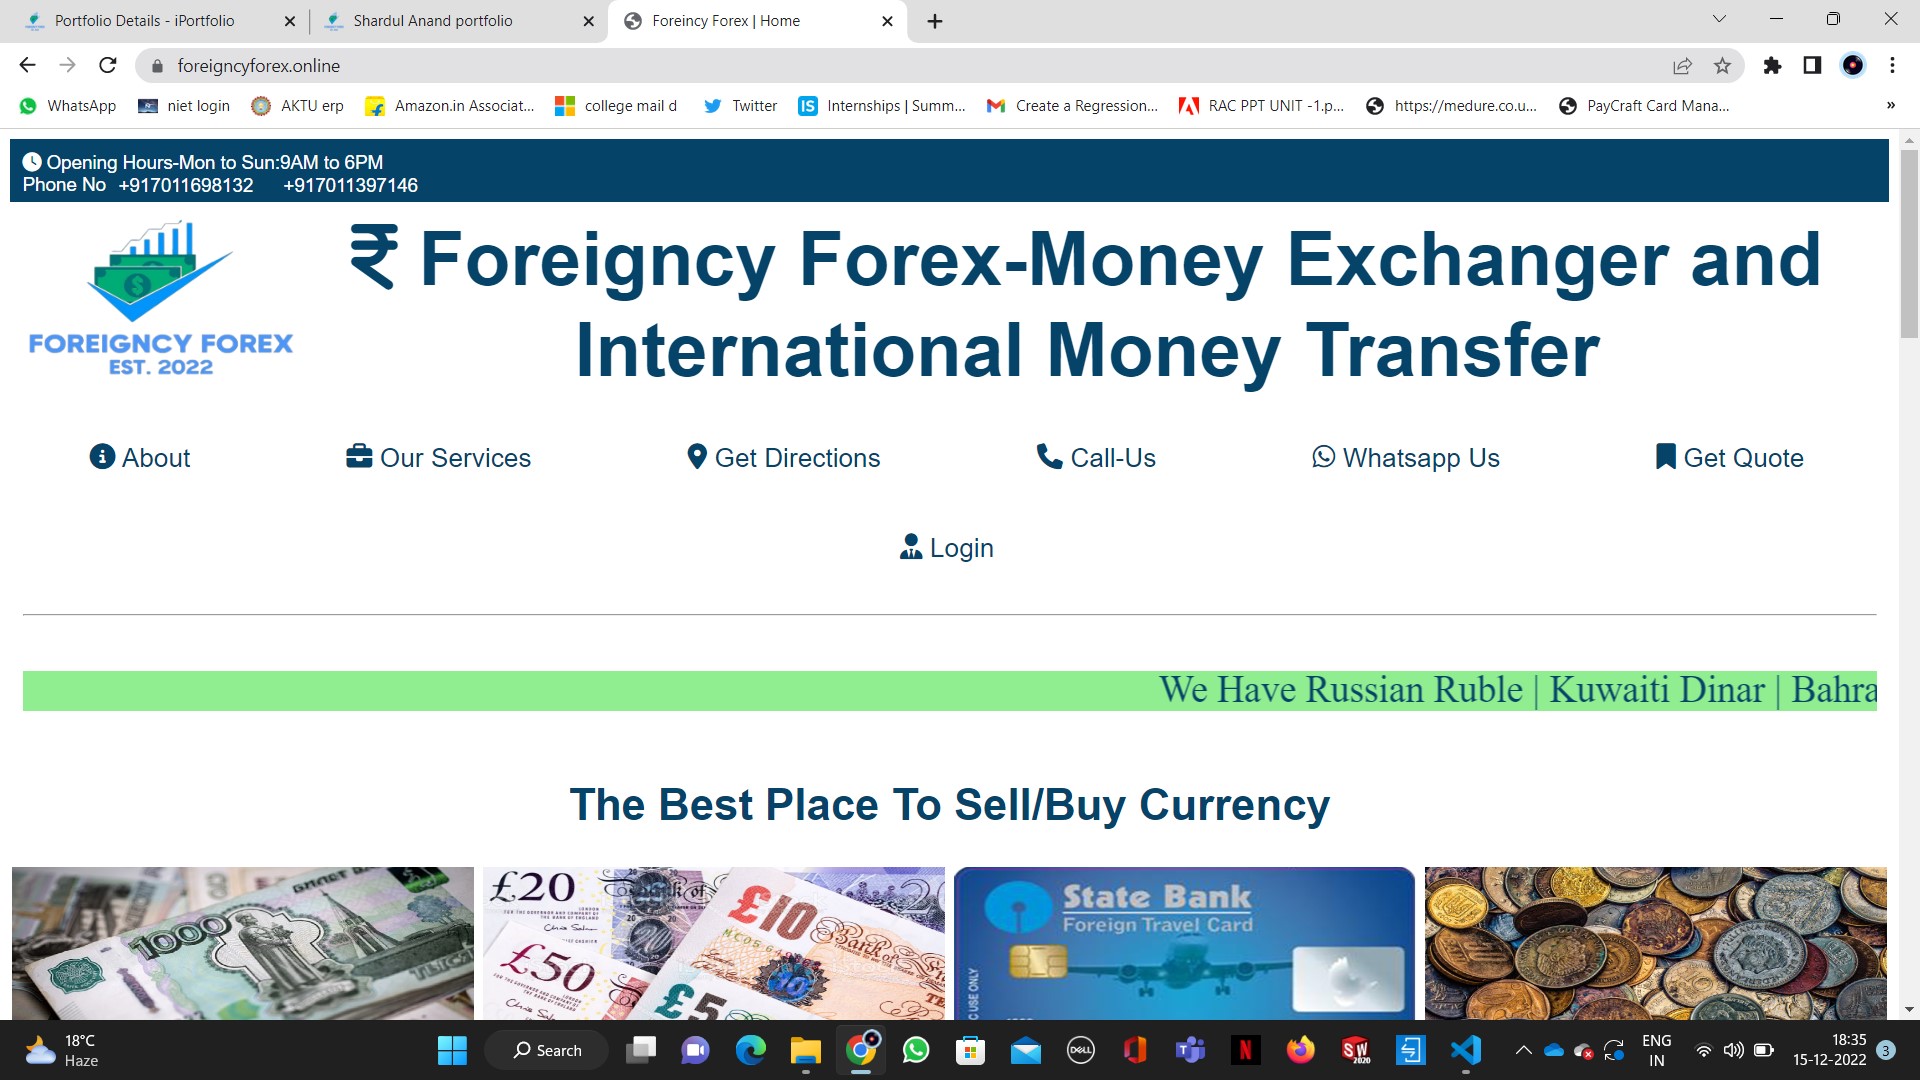 Portfolio Details - iPortfolio
Shardul Anand portfolio
Foreincy Forex | Home
foreigncyforex.online
WhatsApp
niet login
AKTU erp
Amazon.in Associat...
college mail d
Twitter
Internships | Summ...
Create a Regression...
RAC PPT UNIT -1.p...
https://medure.co.u...
PayCraft Card Mana...
»
Opening Hours-Mon to Sun:9AM to 6PM
Phone No +917011698132 +917011397146
FOREIGNCY FOREX
EST. 2022
₹ Foreigncy Forex-Money Exchanger and
International Money Transfer
About
Our Services
Get Directions
Call-Us
Whatsapp Us
Get Quote
Login
We Have Russian Ruble | Kuwaiti Dinar | Bahra
The Best Place To Sell/Buy Currency
1000
£20
£50
£10
£5
Bank of
State Bank
Foreign Travel Card
18°C
Haze
Search
DELL
SW
2020
ENG
IN
18:35
15-12-2022
3